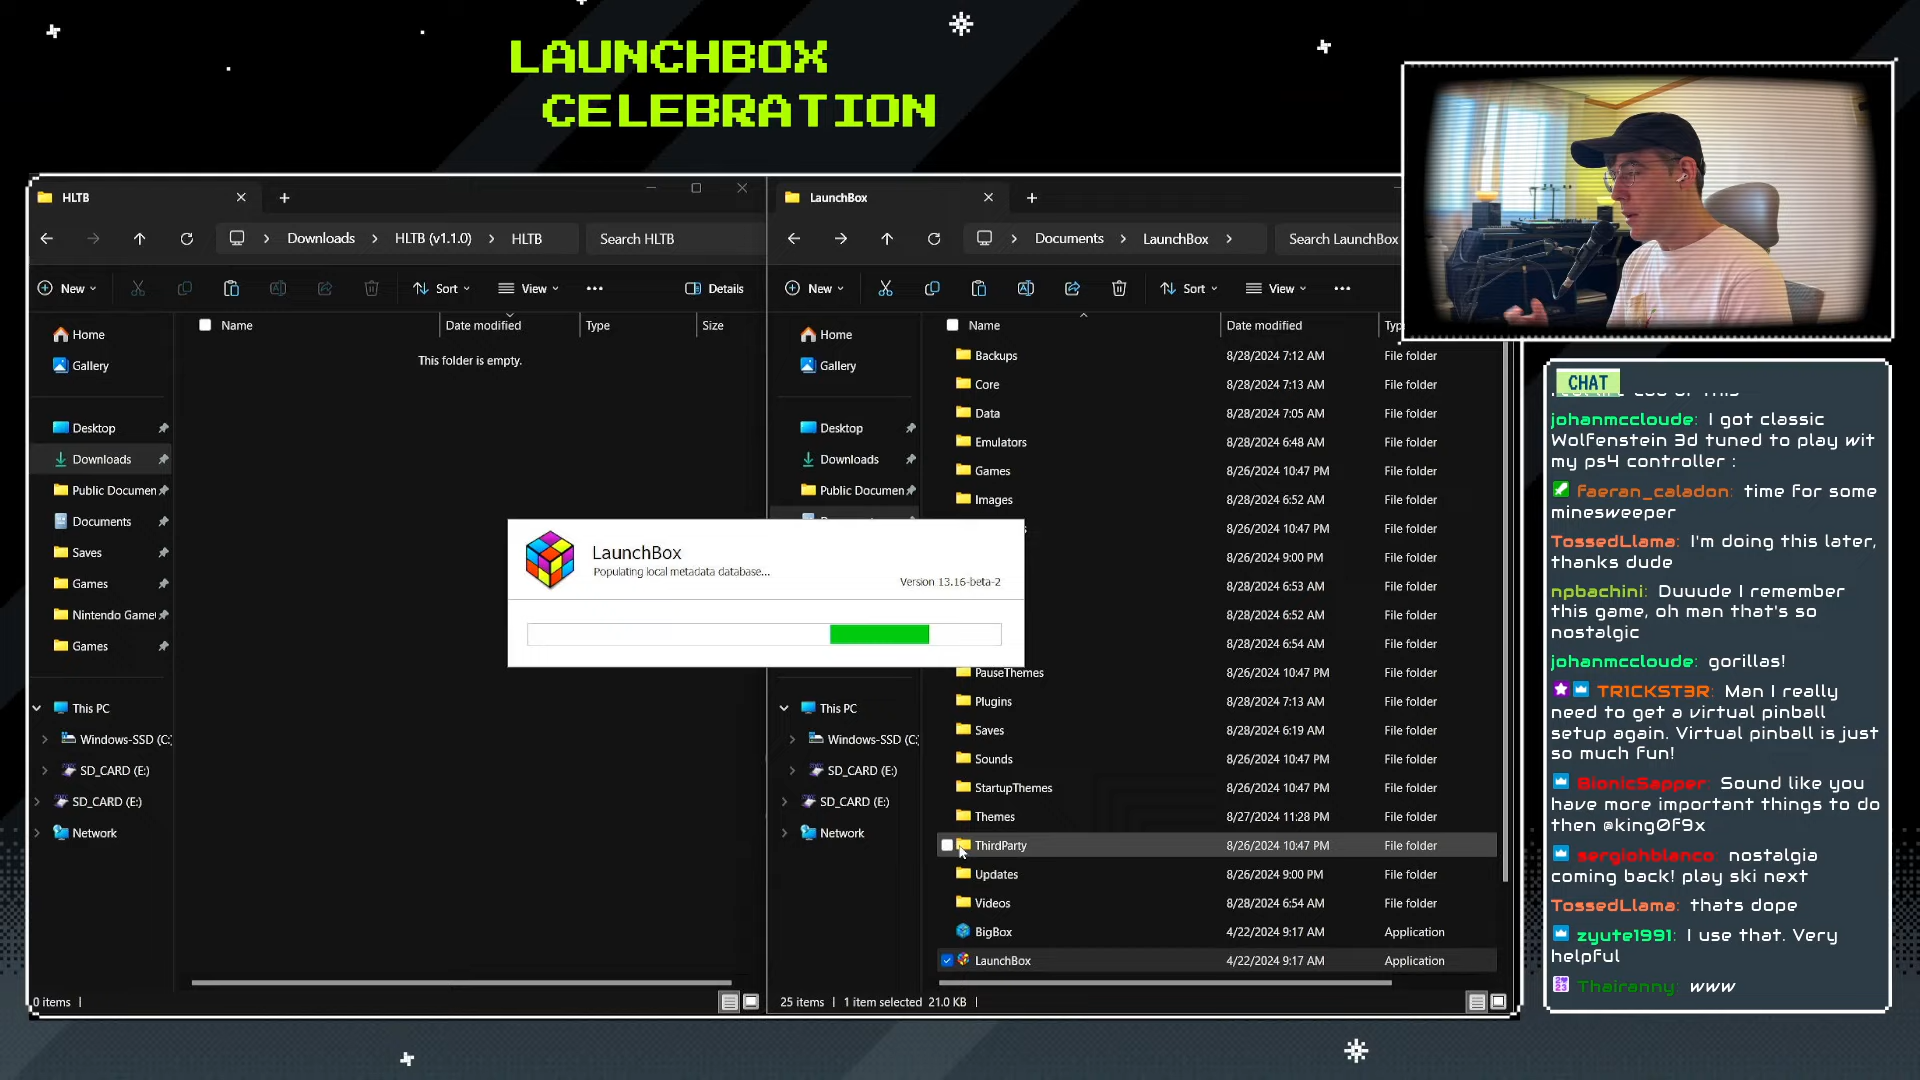 LAUNCHBOX
CELEBRATION
HLTB
Downloads > HLTB (v1.1.0) > HLTB
Search HLTB
New
Sort
View
Details
Name
Date modified
Type
Size
This folder is empty.
Home
Gallery
Desktop
Downloads
Public Documen
Documents
Saves
Games
Nintendo Game
Games
This PC
Windows-SSD (C:
SD_CARD (E:)
SD_CARD (E:)
Network
0 items
LaunchBox
Documents > LaunchBox >
Search LaunchBox
New
Sort
View
Name
Date modified
Home
Gallery
Desktop
Downloads
Public Documen
This PC
Windows-SSD (C:
SD_CARD (E:)
SD_CARD (E:)
Network
Backups 8/28/2024 7:12 AM File folder
Core 8/28/2024 7:13 AM File folder
Data 8/28/2024 7:05 AM File folder
Emulators 8/28/2024 6:48 AM File folder
Games 8/26/2024 10:47 PM File folder
Images 8/28/2024 6:52 AM File folder
8/26/2024 10:47 PM File folder
8/26/2024 9:00 PM File folder
8/28/2024 6:53 AM File folder
8/28/2024 6:52 AM File folder
8/28/2024 6:54 AM File folder
PauseThemes 8/26/2024 10:47 PM File folder
Plugins 8/28/2024 7:13 AM File folder
Saves 8/28/2024 6:19 AM File folder
Sounds 8/26/2024 10:47 PM File folder
StartupThemes 8/26/2024 10:47 PM File folder
Themes 8/27/2024 11:28 PM File folder
ThirdParty 8/26/2024 10:47 PM File folder
Updates 8/26/2024 9:00 PM File folder
Videos 8/28/2024 6:54 AM File folder
BigBox 4/22/2024 9:17 AM Application
LaunchBox 4/22/2024 9:17 AM Application
25 items 1 item selected 21.0 KB
LaunchBox
Populating local metadata database...
Version 13.16-beta-2
CHAT
johanmccloude: I got classic
Wolfenstein 3d tuned to play wit
my ps4 controller :
faeran_caladon: time for some
minesweeper
TossedLlama: I'm doing this later,
thanks dude
npbachini: Duuude I remember
this game, oh man that's so
nostalgic
johanmccloude: gorillas!
TR1CKST3R: Man I really
need to get a virtual pinball
setup again. Virtual pinball is just
so much fun!
BionicSapper: Sound like you
have more important things to do
then @king0f9x
sergiohblanco: nostalgia
coming back! play ski next
TossedLlama: thats dope
zyute1991: I use that. Very
helpful
Thairanny: www